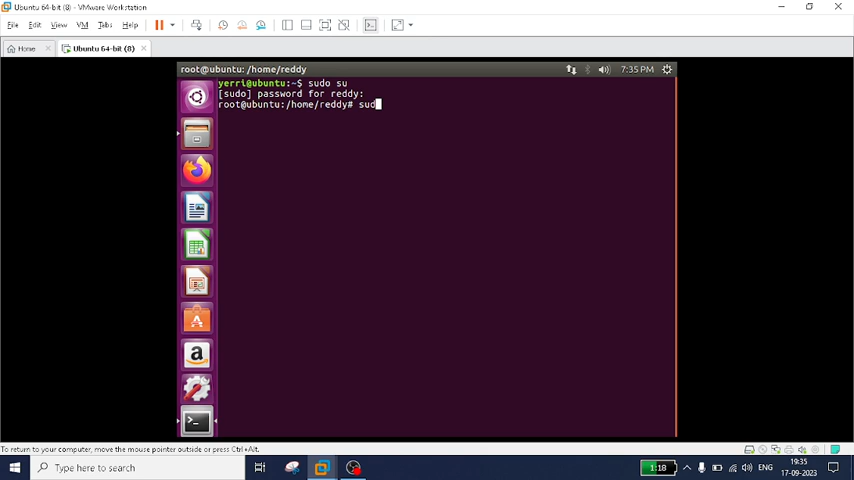 Ubuntu 64-bit (8) - VMware Workstation
File Edit View VM Tabs Help
Home
Ubuntu 64-bit (8)
root@ubuntu: /home/reddy
7:35 PM
yerri@ubuntu:~$ sudo su
[sudo] password for reddy:
root@ubuntu:/home/reddy# sud
To return to your computer, move the mouse pointer outside or press Ctrl+Alt.
Type here to search
1:18
ENG
19:35
17-09-2023